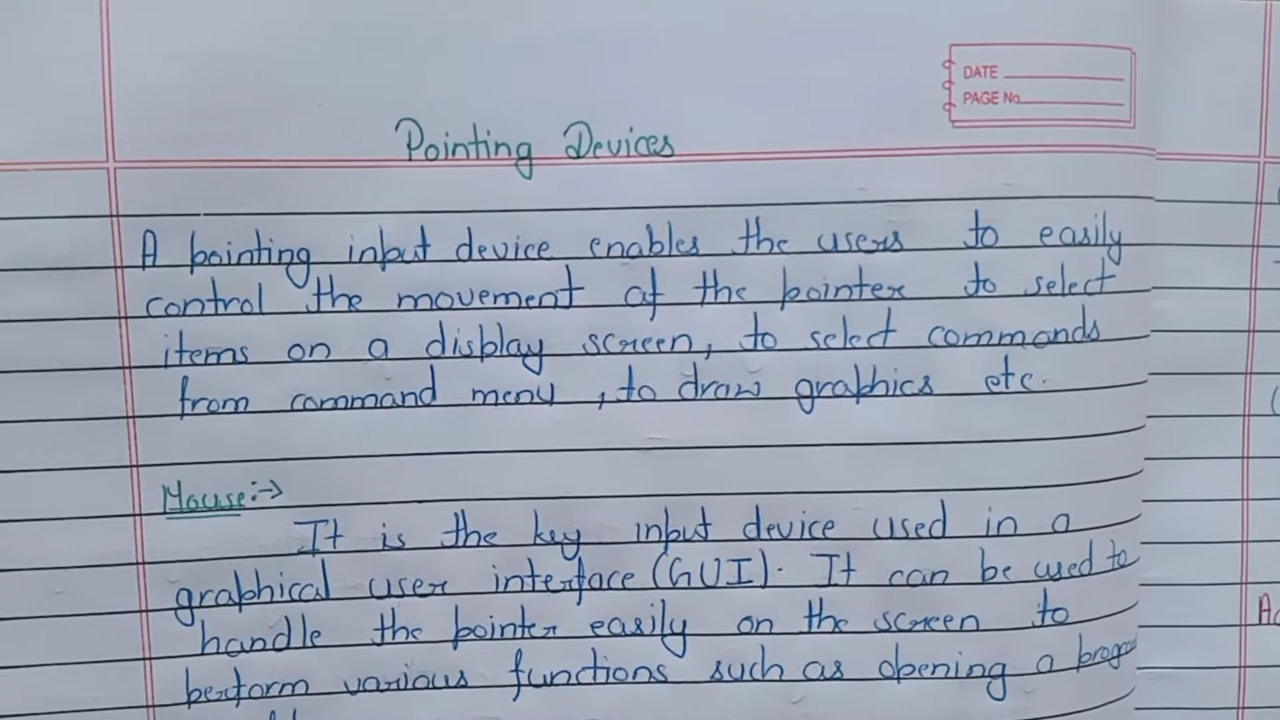 DATE
PAGE No.
Pointing Devices
A pointing input device enables the users to easily
control the movement of the pointer to select
items on a display screen, to select commands
from command menu, to draw graphics etc.
Mouse:→
It is the key input device used in a
graphical user interface (GUI). It can be used to
handle the pointer easily on the screen to
perform various functions such as opening a